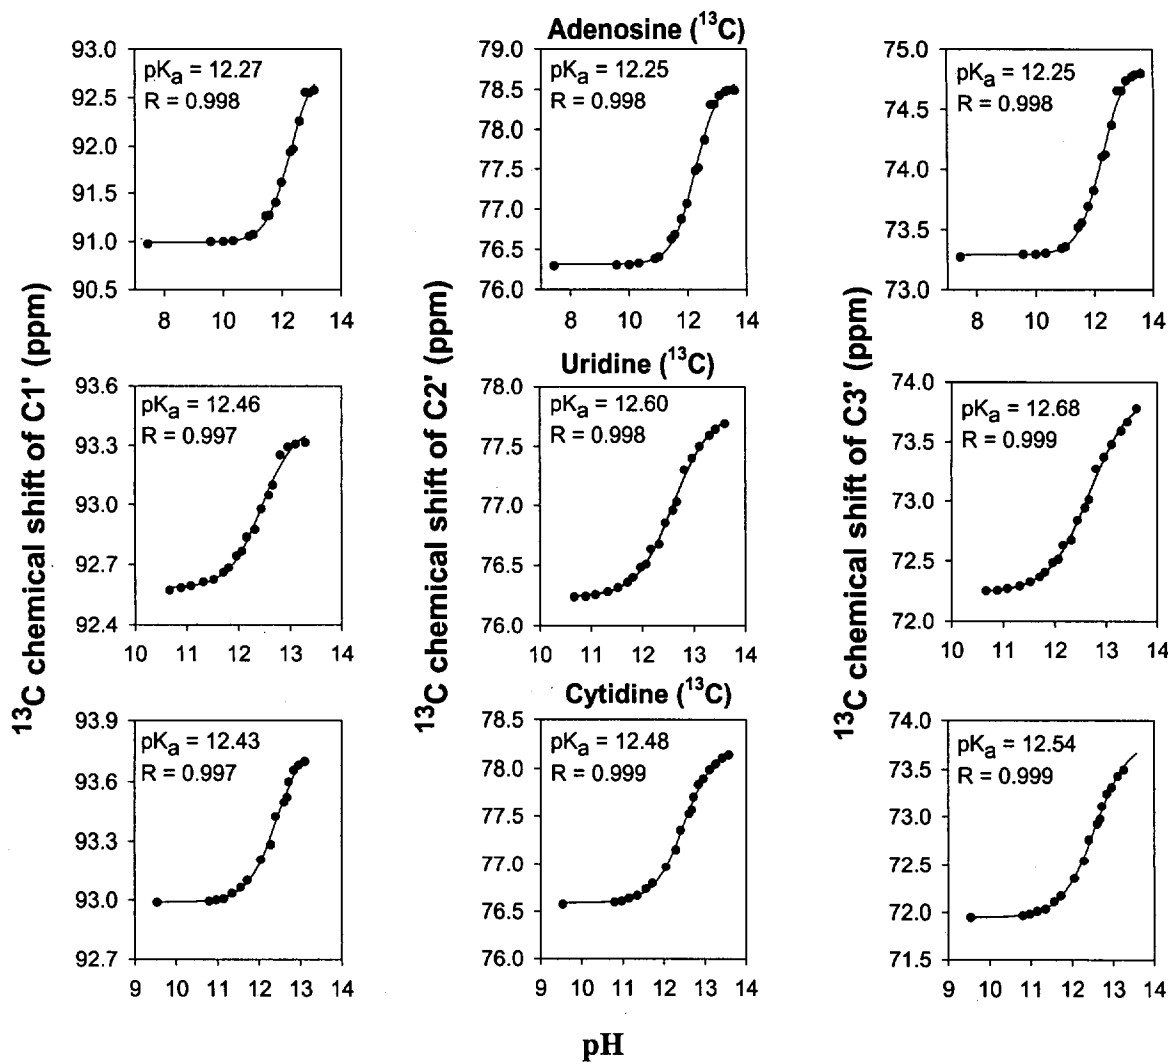 Adenosine (¹³C)
pKa = 12.27
R = 0.998
93.0
92.5
92.0
91.5
91.0
90.5
8 10 12 14
pKa = 12.25
R = 0.998
79.0
78.5
78.0
77.5
77.0
76.5
76.0
8 10 12 14
pKa = 12.25
R = 0.998
75.0
74.5
74.0
73.5
73.0
8 10 12 14
Uridine (¹³C)
pKa = 12.46
R = 0.997
93.6
93.3
93.0
92.7
92.4
10 11 12 13 14
pKa = 12.60
R = 0.998
78.0
77.5
77.0
76.5
76.0
10 11 12 13 14
pKa = 12.68
R = 0.999
74.0
73.5
73.0
72.5
72.0
10 11 12 13 14
Cytidine (¹³C)
pKa = 12.43
R = 0.997
93.9
93.6
93.3
93.0
92.7
9 10 11 12 13 14
pKa = 12.48
R = 0.999
78.5
78.0
77.5
77.0
76.5
76.0
9 10 11 12 13 14
pKa = 12.54
R = 0.999
74.0
73.5
73.0
72.5
72.0
71.5
9 10 11 12 13 14
¹³C chemical shift of C1' (ppm)
¹³C chemical shift of C2' (ppm)
¹³C chemical shift of C3' (ppm)
pH